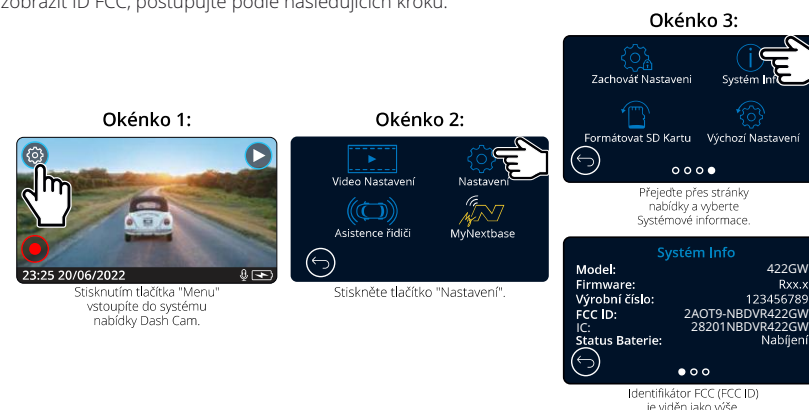 zobrazit ID FCC, postupujte podle následujících kroků:
Okénko 1:
23:25 20/06/2022
Stisknutím tlačítka "Menu"
vstoupíte do systému
nabídky Dash Cam.
Okénko 2:
Video Nastavení
Nastavení
Asistence řidiči
MyNextbase
Stiskněte tlačítko "Nastavení".
Okénko 3:
Zachovát Nastaveni
Systém Info
Formátovat SD Kartu
Výchozí Nastavení
Přejeďte přes stránky
nabídky a vyberte
Systémové informace.
Systém Info
Model: 422GW
Firmware: Rxx.x
Výrobní číslo: 123456789
FCC ID: 2AOT9-NBDVR422GW
IC: 28201NBDVR422GW
Status Baterie: Nabíjení
Identifikátor FCC (FCC ID)
je viděn jako výše